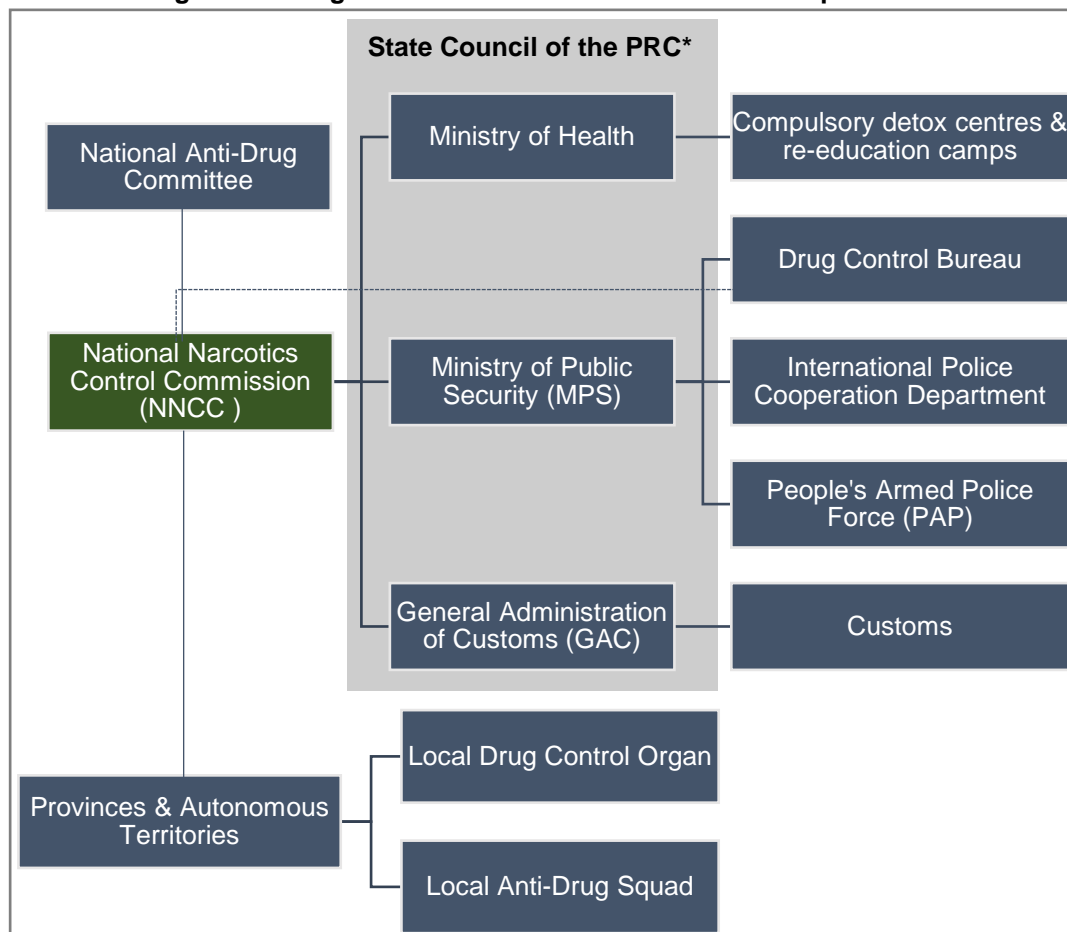 State Council of the PRC*
National Anti-Drug
Committee
Ministry of Health
Compulsory detox centres &
re-education camps
Drug Control Bureau
National Narcotics
Control Commission
(NNCC )
Ministry of Public
Security (MPS)
International Police
Cooperation Department
People's Armed Police
Force (PAP)
General Administration
of Customs (GAC)
Customs
Provinces & Autonomous
Territories
Local Drug Control Organ
Local Anti-Drug Squad